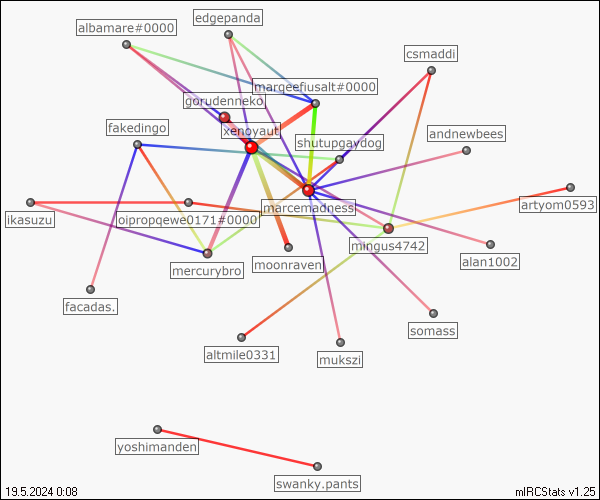 edgepanda
albamare#0000
csmaddi
margeefiusalt#0000
gorudenneko
fakedingo
xenoyaut
shutupgavdog
andnewbees
marcemadness
artyom0593
ikasuzu
oipropqewe0171#0000
mingus4742
alan1002
mercurybro
moonraven
facadas.
somass
altmile0331
mukszi
yoshimanden
swanky.pants
19.5.2024 0:08
mIRCStats v1.25